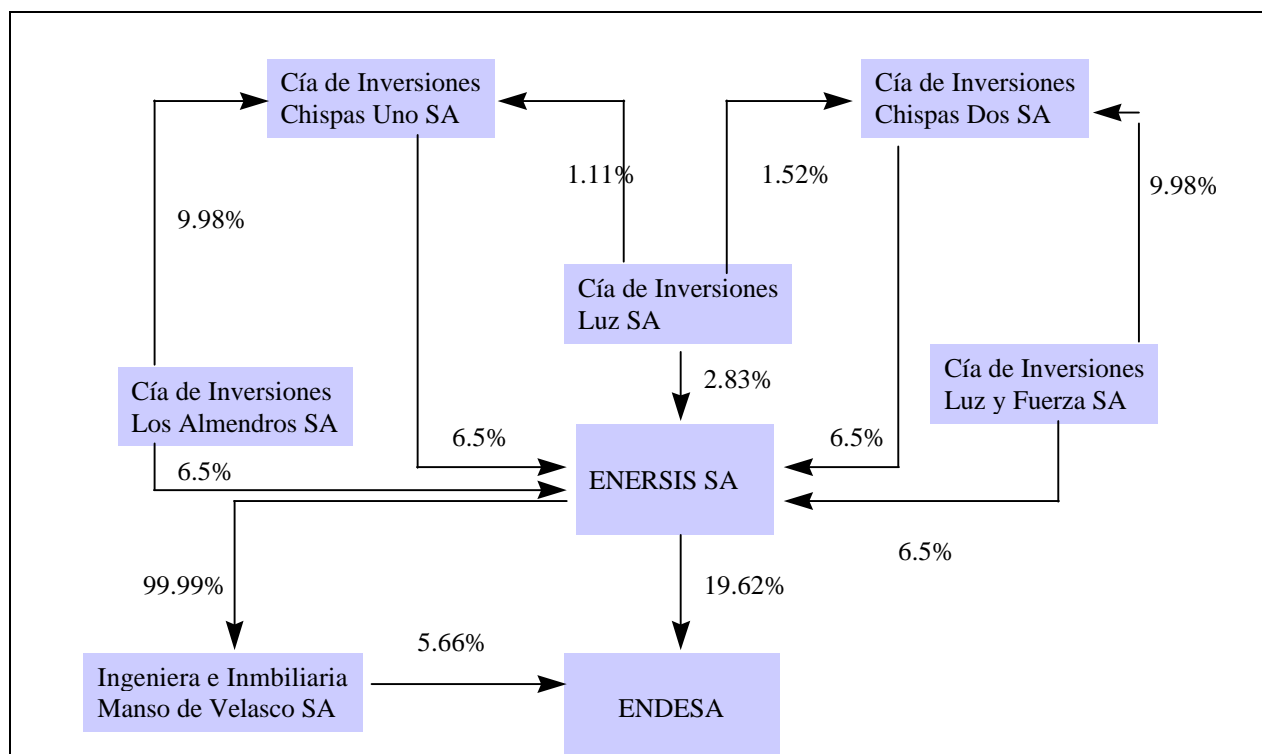 Cía de Inversiones
Chispas Uno SA
Cía de Inversiones
Chispas Dos SA
1.11%
1.52%
9.98%
9.98%
Cía de Inversiones
Luz SA
2.83%
Cía de Inversiones
Los Almendros SA
Cía de Inversiones
Luz y Fuerza SA
6.5%
6.5%
6.5%
ENERSIS SA
6.5%
99.99%
19.62%
5.66%
Ingeniera e Inmbiliaria
Manso de Velasco SA
ENDESA